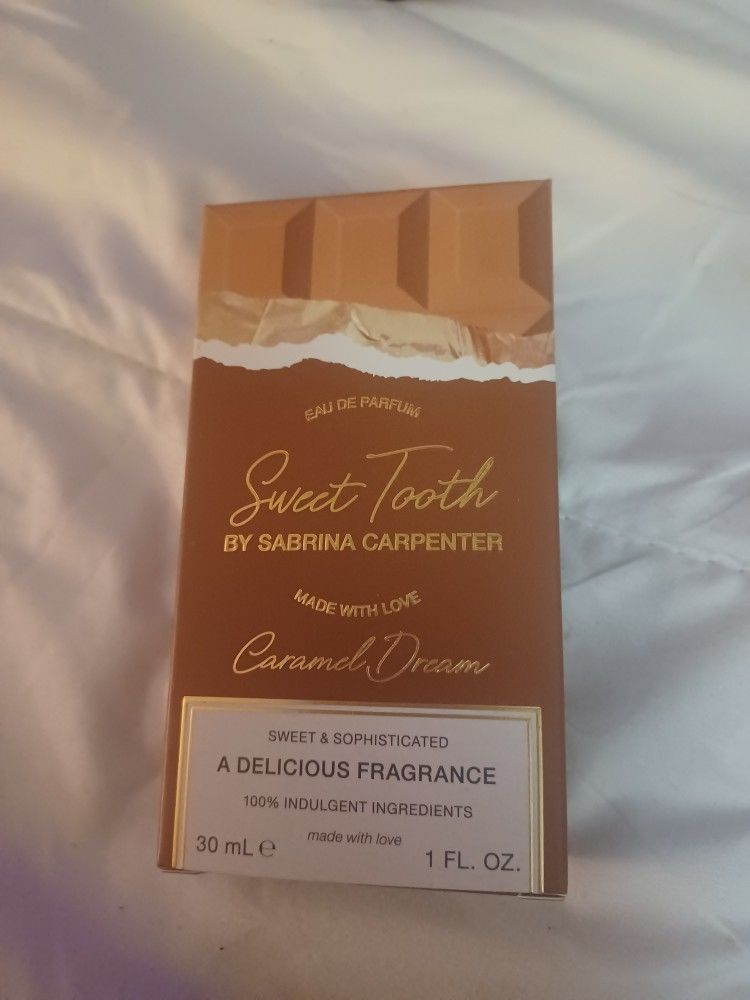 EAU DE PARFUM
Sweet Tooth
BY SABRINA CARPENTER
MADE WITH LOVE
Caramel Dream
SWEET & SOPHISTICATED
A DELICIOUS FRAGRANCE
100% INDULGENT INGREDIENTS
made with love
30 mL ℮ 1 FL. OZ.